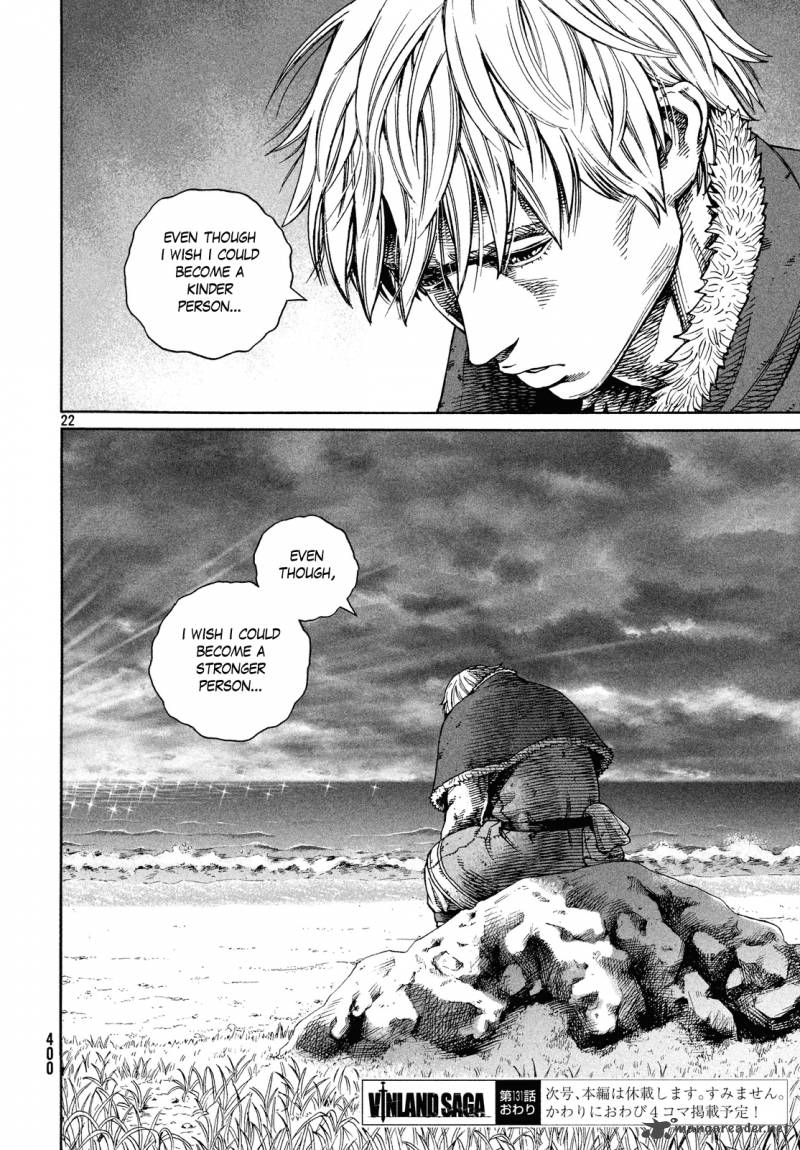 EVEN THOUGH
I WISH I COULD
BECOME A
KINDER
PERSON...
22
EVEN
THOUGH,
I WISH I COULD
BECOME A
STRONGER
PERSON...
400
VINLAND SAGA
第131話
おわり
次号、本編は休載します。すみません。
かわりにおわび4コマ掲載予定！
mangareader.net